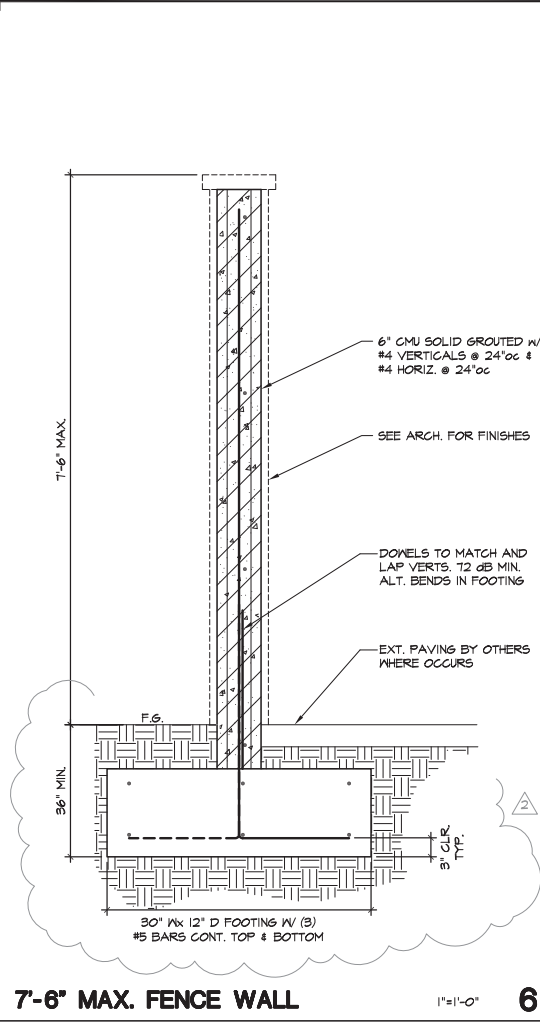 6" CMU SOLID GROUTED W/
#4 VERTICALS @ 24"oc &
#4 HORIZ. @ 24"oc
7'-6" MAX.
SEE ARCH. FOR FINISHES
DOWELS TO MATCH AND
LAP VERTS. 72 dB MIN.
ALT. BENDS IN FOOTING
EXT. PAVING BY OTHERS
WHERE OCCURS
F.G.
36" MIN.
2
3" CLR.
TYP.
30" Wx 12" D FOOTING W/ (3)
#5 BARS CONT. TOP & BOTTOM
7'-6" MAX. FENCE WALL
1"=1'-0"
6